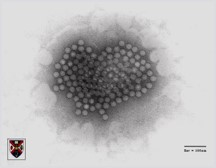 Bar = 100nm